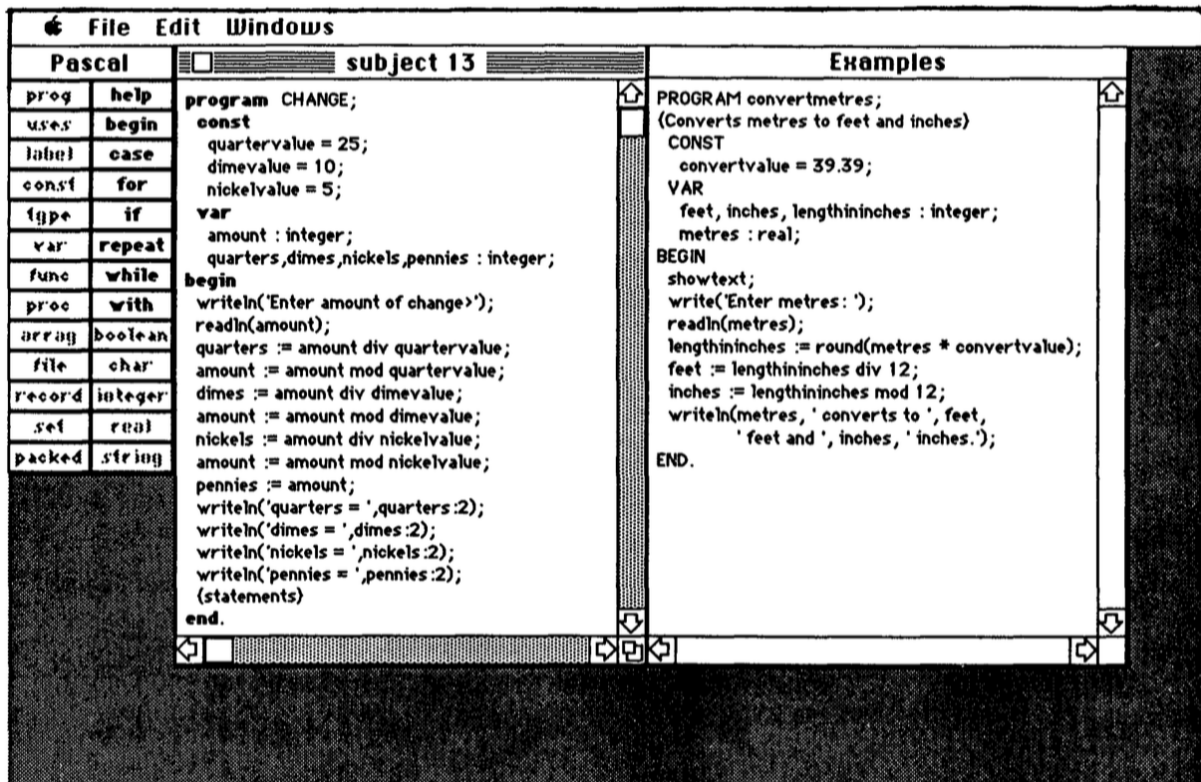 File Edit Windows
Pascal
prog help
uses begin
label case
const for
type if
var repeat
func while
proc with
array boolean
file char
record integer
set real
packed string
subject 13
program CHANGE;
const
quartervalue = 25;
dimevalue = 10;
nickelvalue = 5;
var
amount : integer;
quarters,dimes,nickels,pennies : integer;
begin
writeln('Enter amount of change>');
readln(amount);
quarters := amount div quartervalue;
amount := amount mod quartervalue;
dimes := amount div dimevalue;
amount := amount mod dimevalue;
nickels := amount div nickelvalue;
amount := amount mod nickelvalue;
pennies := amount;
writeln('quarters = ',quarters:2);
writeln('dimes = ',dimes:2);
writeln('nickels = ',nickels:2);
writeln('pennies = ',pennies:2);
{statements}
end.
Examples
PROGRAM convertmetres;
{Converts metres to feet and inches}
CONST
convertvalue = 39.39;
VAR
feet, inches, lengthininches : integer;
metres : real;
BEGIN
showtext;
write('Enter metres: ');
readln(metres);
lengthininches := round(metres * convertvalue);
feet := lengthininches div 12;
inches := lengthininches mod 12;
writeln(metres, ' converts to ', feet,
' feet and ', inches, ' inches.');
END.